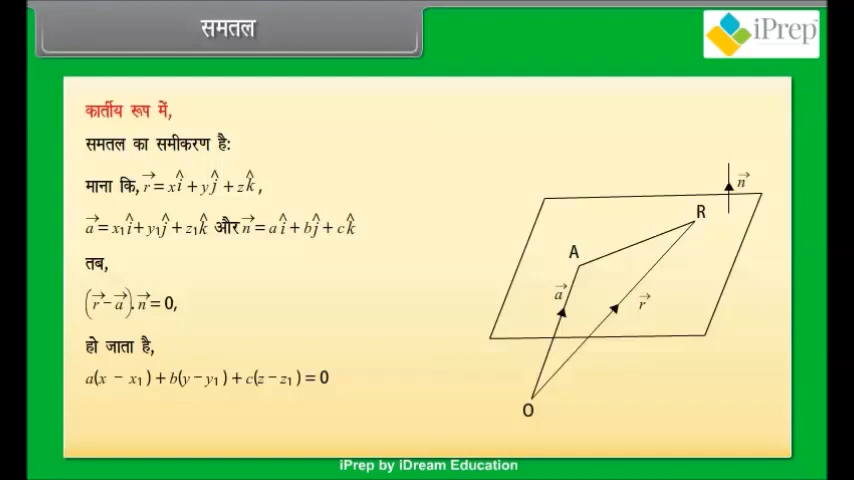 समतल
iPrep
कार्तीय रूप में,
समतल का समीकरण है:
माना कि, r⃗ = xî + yĵ + zk̂,
a⃗ = x₁î + y₁ĵ + z₁k̂ और n⃗ = aî + bĵ + ck̂
तब,
(r⃗ − a⃗). n⃗ = 0,
हो जाता है,
a(x − x₁) + b(y − y₁) + c(z − z₁) = 0
n⃗
R
A
a⃗
r⃗
O
iPrep by iDream Education